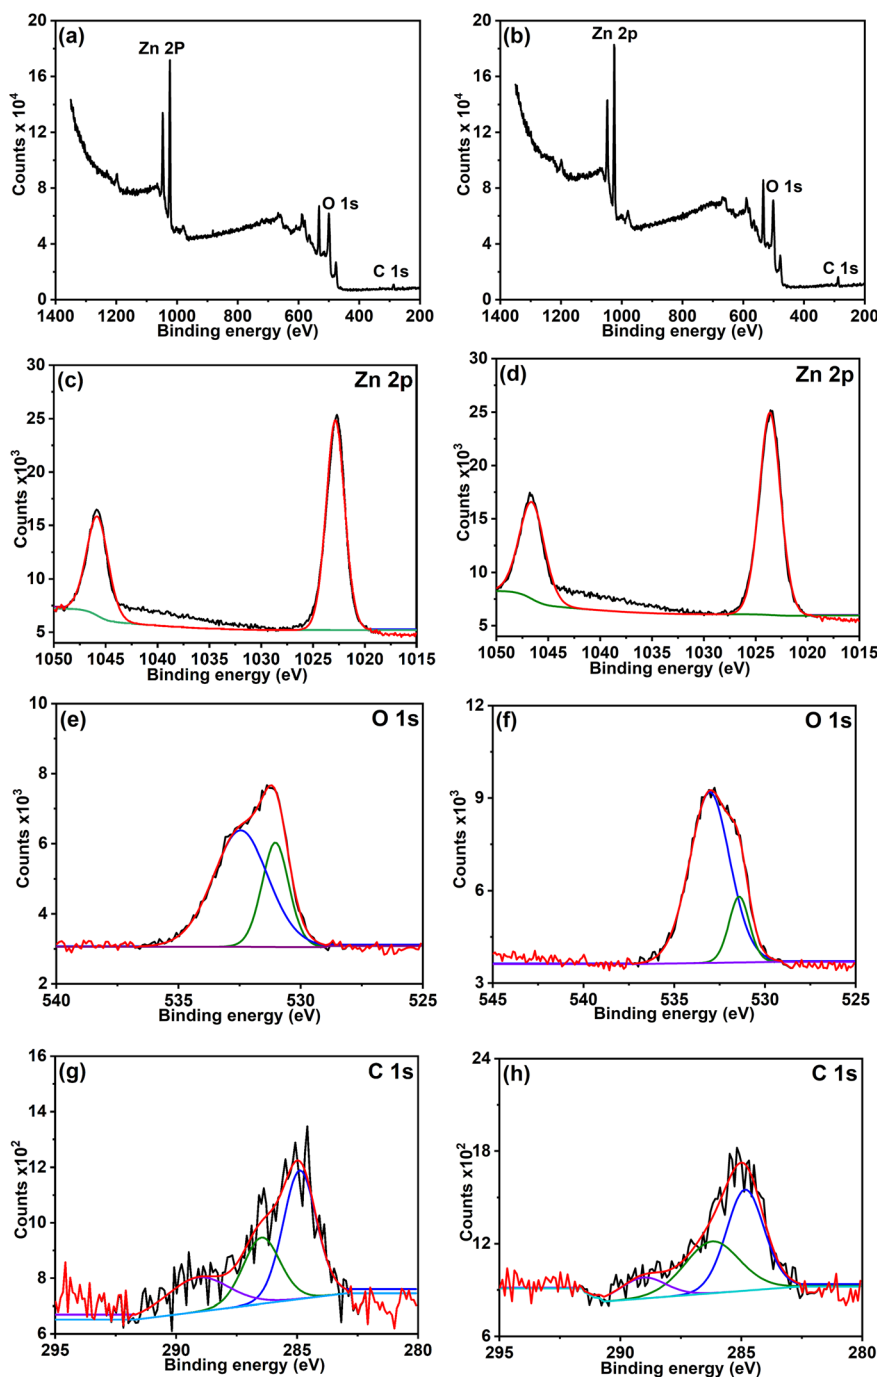 (a)
Zn 2P
O 1s
C 1s
20
16
12
8
4
0
Counts x 10⁴
1400 1200 1000 800 600 400 200
Binding energy (eV)
(b)
Zn 2p
O 1s
C 1s
20
16
12
8
4
0
Counts x 10⁴
1400 1200 1000 800 600 400 200
Binding energy (eV)
(c)
Zn 2p
30
25
20
15
10
5
Counts x10³
1050 1045 1040 1035 1030 1025 1020 1015
Binding energy (eV)
(d)
Zn 2p
30
25
20
15
10
5
Counts x10³
1050 1045 1040 1035 1030 1025 1020 1015
Binding energy (eV)
(e)
O 1s
10
8
6
4
2
Counts x10³
540 535 530 525
Binding energy (eV)
(f)
O 1s
12
9
6
3
Counts x10³
545 540 535 530 525
Binding energy (eV)
(g)
C 1s
16
14
12
10
8
6
Counts x10²
295 290 285 280
Binding energy (eV)
(h)
C 1s
24
18
12
6
Counts x10²
295 290 285 280
Binding energy (eV)